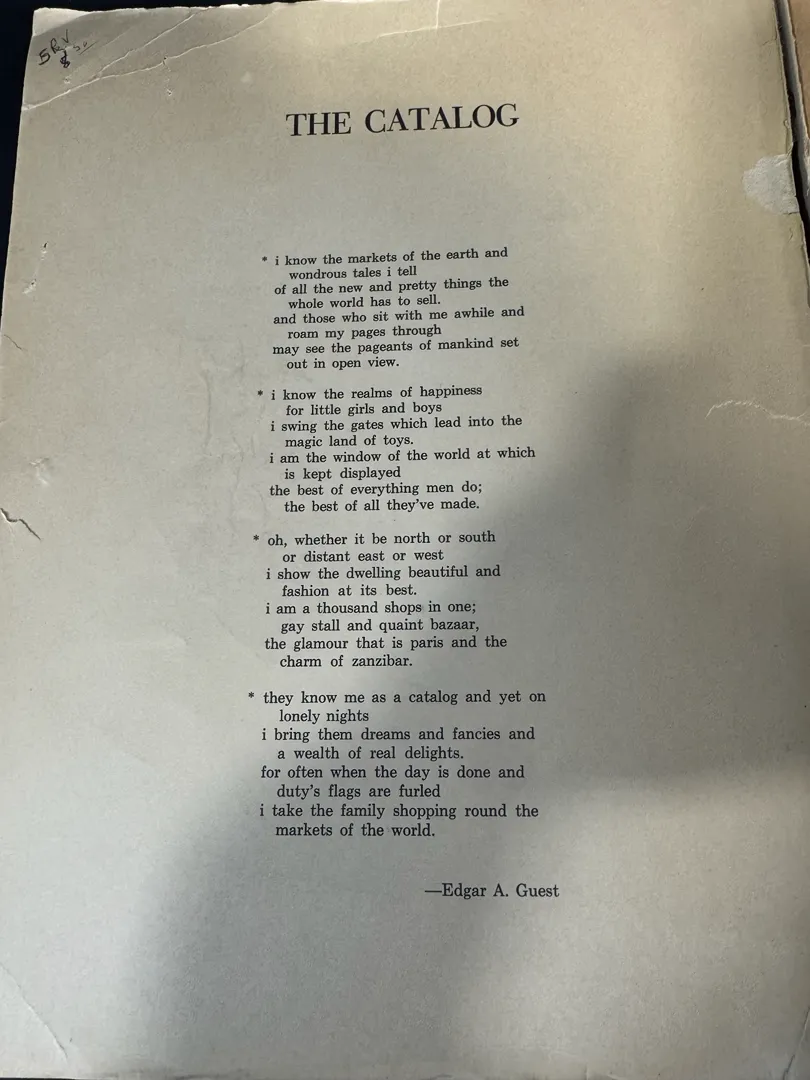 THE CATALOG
* i know the markets of the earth and
wondrous tales i tell
of all the new and pretty things the
whole world has to sell.
and those who sit with me awhile and
roam my pages through
may see the pageants of mankind set
out in open view.
* i know the realms of happiness
for little girls and boys
i swing the gates which lead into the
magic land of toys.
i am the window of the world at which
is kept displayed
the best of everything men do;
the best of all they've made.
* oh, whether it be north or south
or distant east or west
i show the dwelling beautiful and
fashion at its best.
i am a thousand shops in one;
gay stall and quaint bazaar,
the glamour that is paris and the
charm of zanzibar.
* they know me as a catalog and yet on
lonely nights
i bring them dreams and fancies and
a wealth of real delights.
for often when the day is done and
duty's flags are furled
i take the family shopping round the
markets of the world.
—Edgar A. Guest